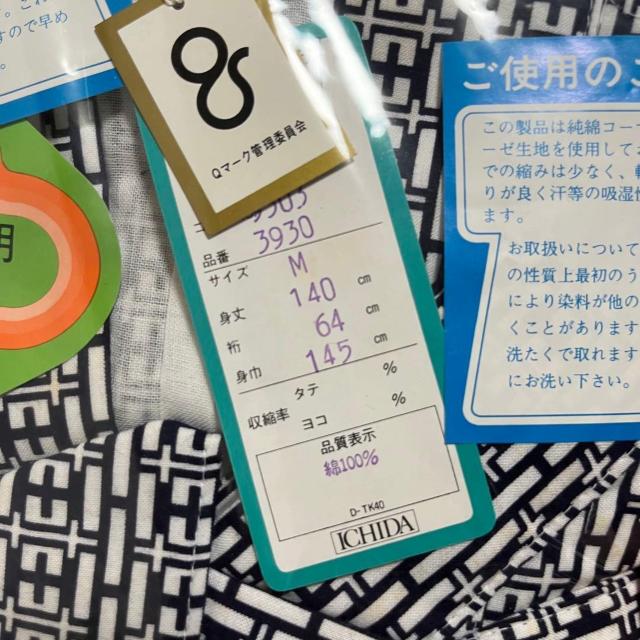 。これ
すので早め
。
用
Qマーク管理委員会
品番 3930
サイズ M
身丈 140 cm
裄 64 cm
身巾 145 cm
収縮率 タテ %
ヨコ %
品質表示
綿100%
D-TK40
ICHIDA
ご使用のご
この製品は純綿コー
ーゼ生地を使用して
での縮みは少なく、
りが良く汗等の吸湿
ます。
お取扱いについて
の性質上最初のう
により染料が他の
くことがあります
洗たくで取れます
にお洗い下さい。